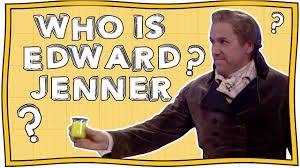 WHO IS
EDWARD?
JENNER
?
?